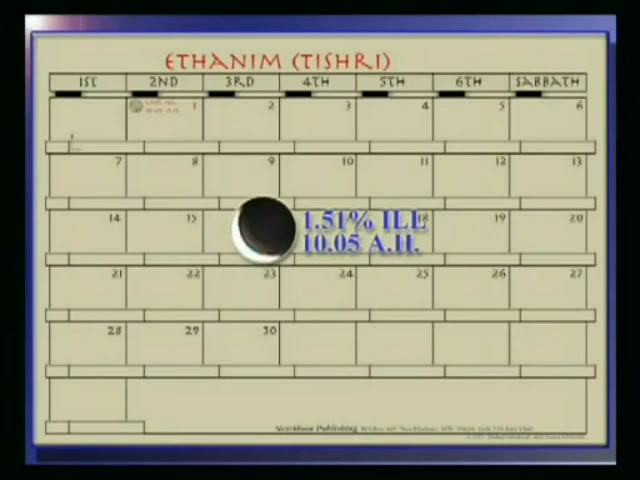 ETHANIM (TISHRI)
1ST 2ND 3RD 4TH 5TH 6TH SABBATH
1 2 3 4 5 6
7 8 9 10 11 12 13
14 15 18 19 20
1.51% ILL
10.05 A.H.
21 22 23 24 25 26 27
28 29 30
NewMoon Publishing